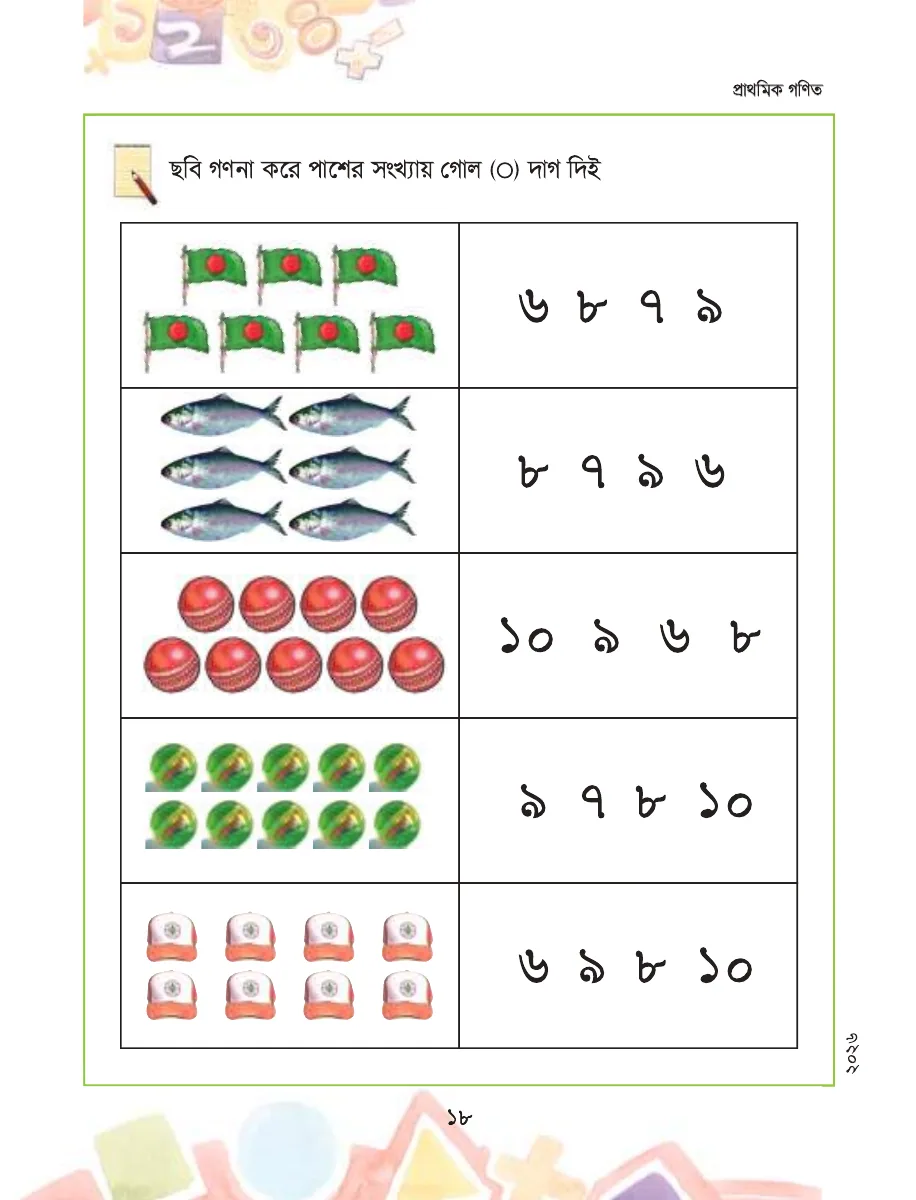 প্রাথমিক গণিত
ছবি গণনা করে পাশের সংখ্যায় গোল (○) দাগ দিই
৬ ৮ ৭ ৯
৮ ৭ ৯ ৬
১০ ৯ ৬ ৮
৯ ৭ ৮ ১০
৬ ৯ ৮ ১০
২০২৬
১৮